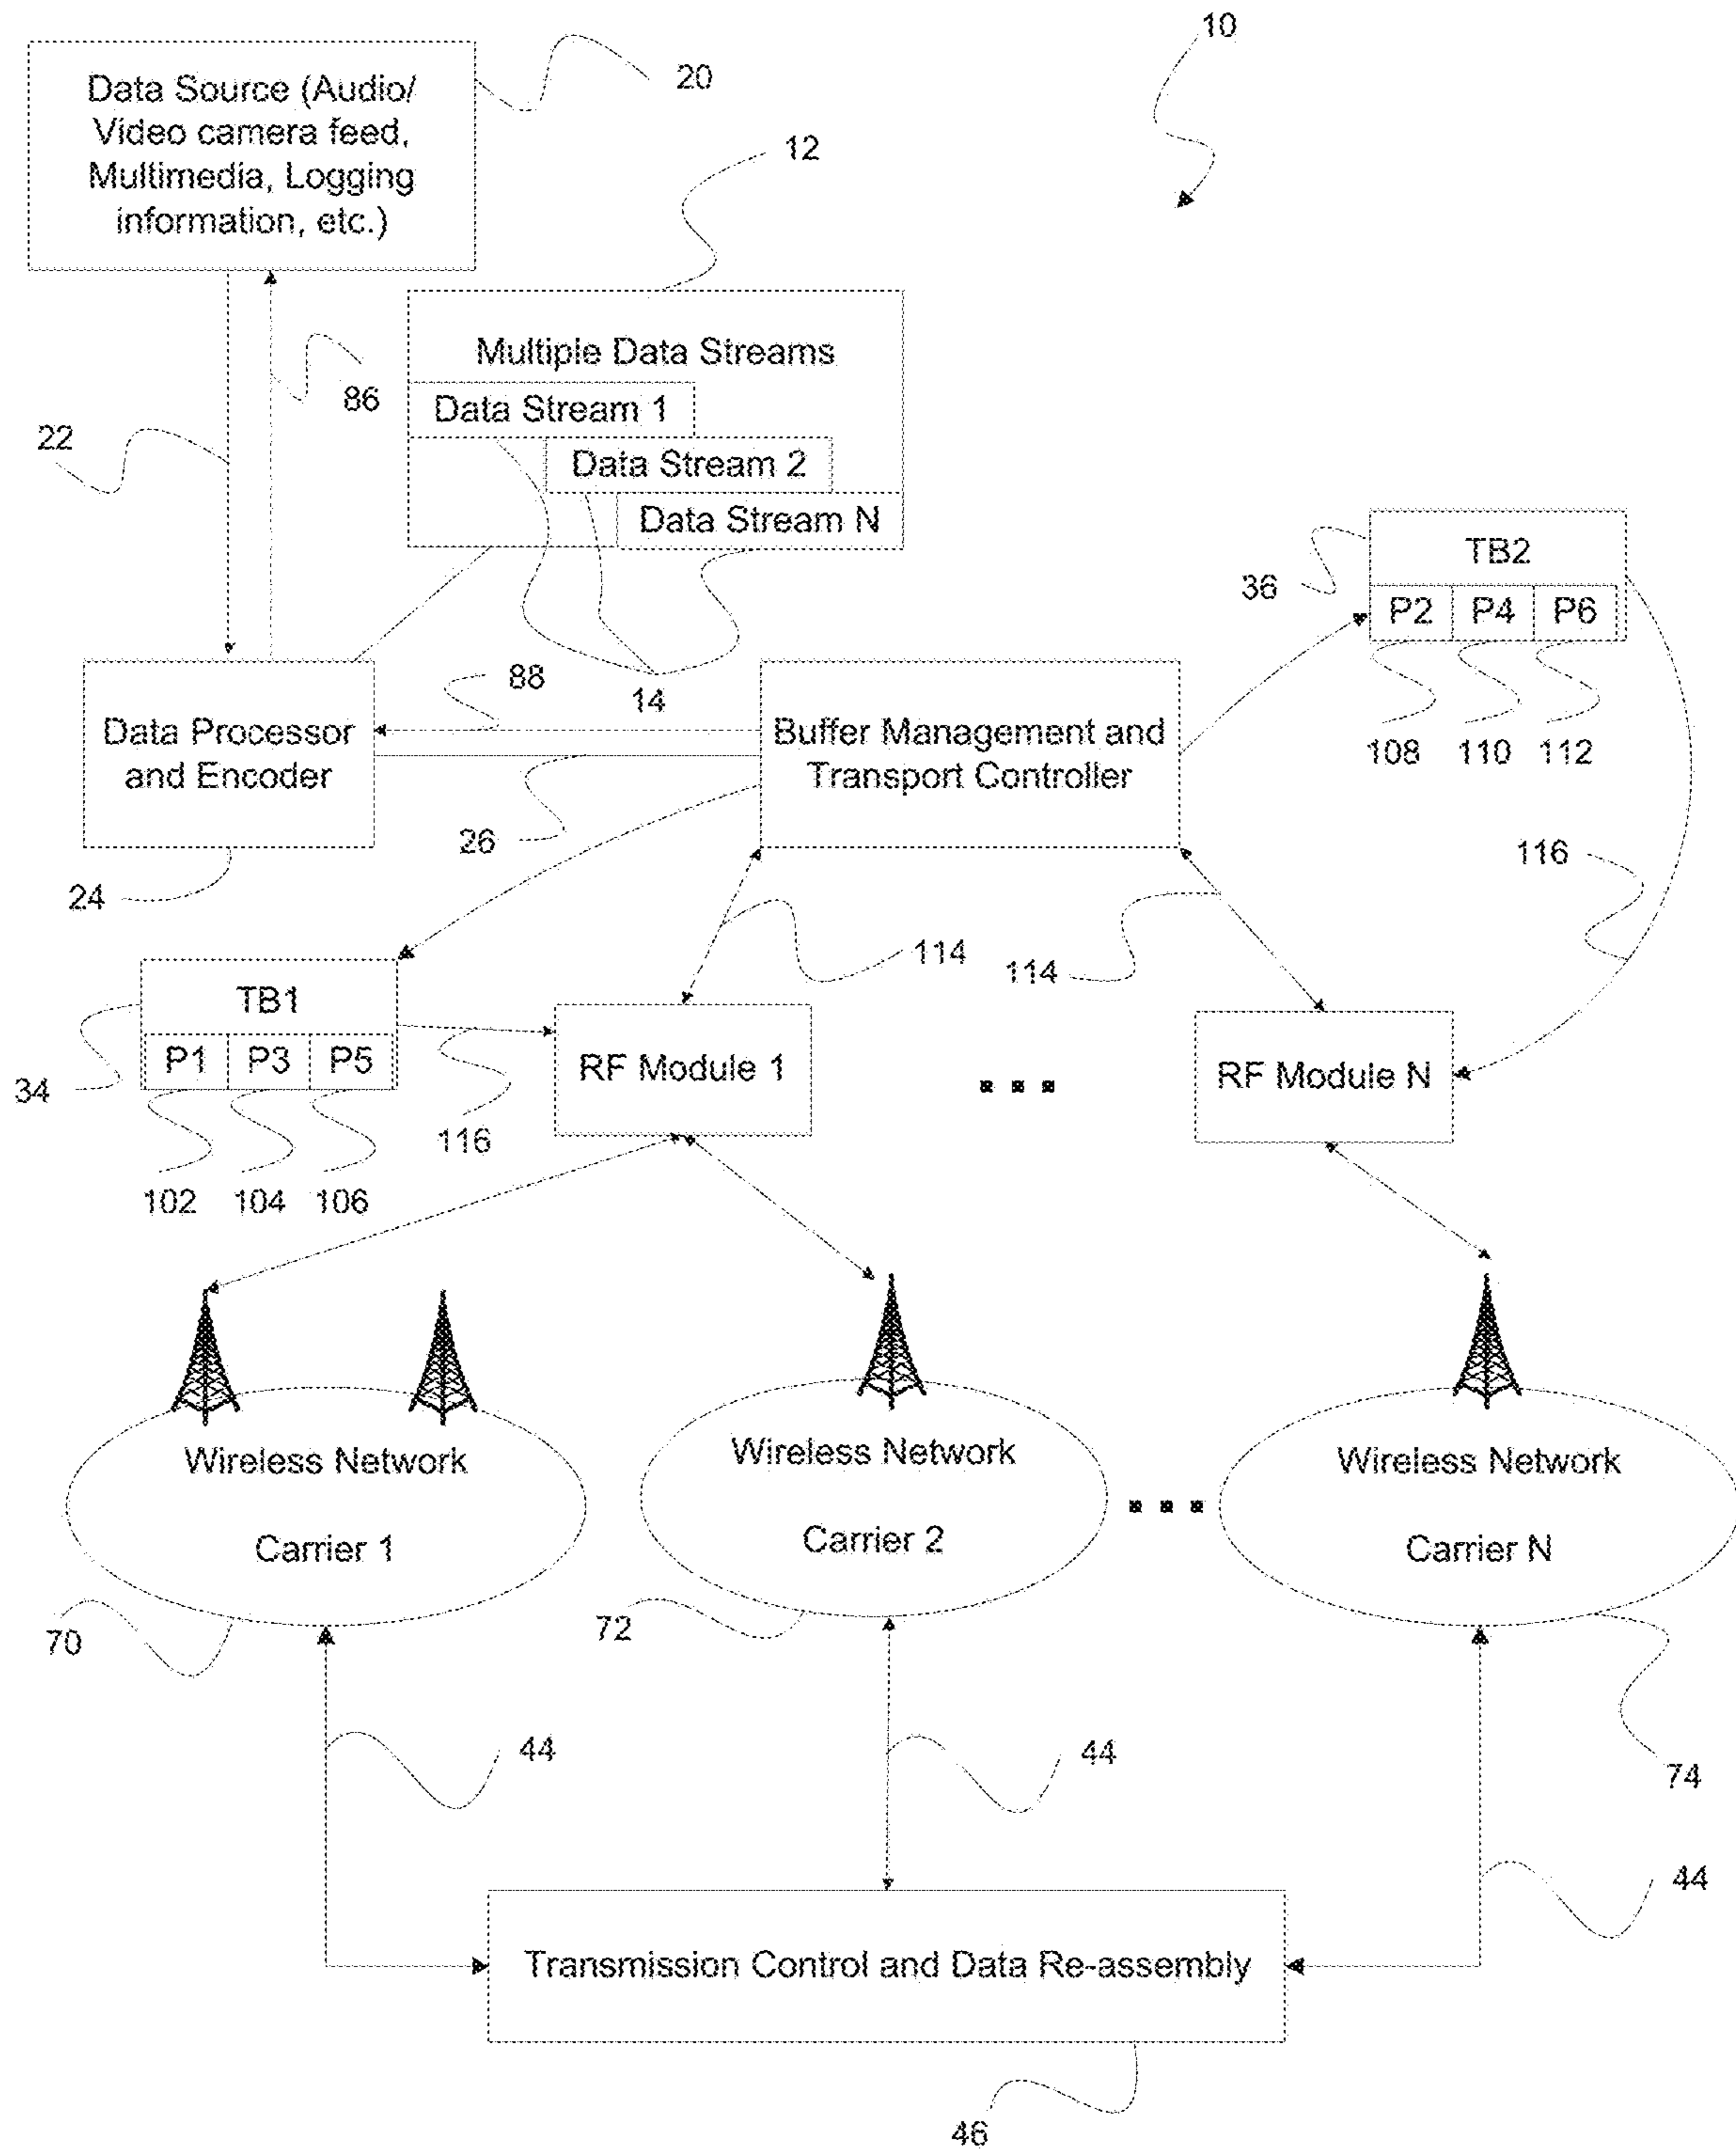 10
Data Source (Audio/
Video camera feed,
Multimedia, Logging
information, etc.)
20
12
Multiple Data Streams
Data Stream 1
Data Stream 2
Data Stream N
86
22
14
88
Data Processor
and Encoder
24
26
Buffer Management and
Transport Controller
36
TB2
P2 P4 P6
108 110 112
116
114
114
TB1
P1 P3 P5
34
102 104 106
116
RF Module 1
RF Module N
Wireless Network
Carrier 1
70
Wireless Network
Carrier 2
72
Wireless Network
Carrier N
74
44
44
44
Transmission Control and Data Re-assembly
46